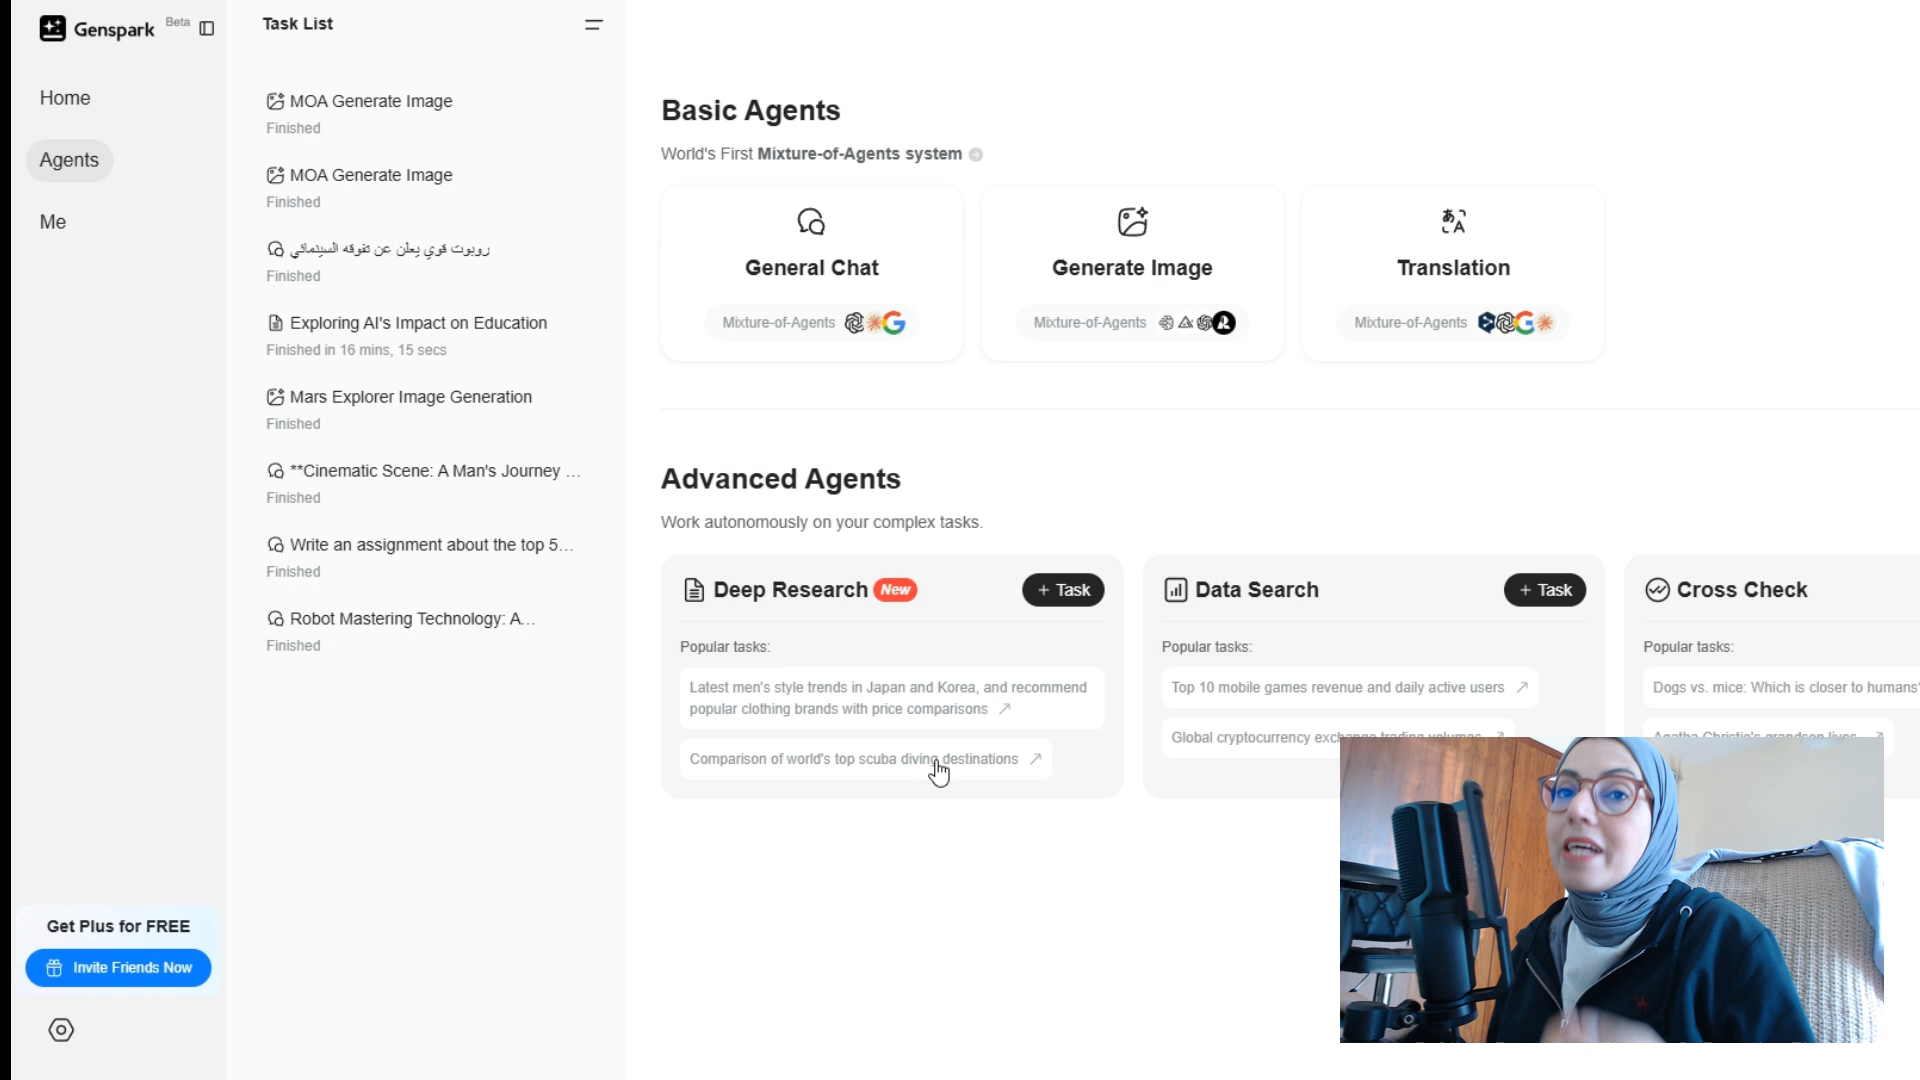 Genspark Beta
Home
Agents
Me
Get Plus for FREE
Invite Friends Now
Task List
MOA Generate Image
Finished
MOA Generate Image
Finished
روبوت قوي يعلن عن تفوقه السينمائي
Finished
Exploring AI's Impact on Education
Finished in 16 mins, 15 secs
Mars Explorer Image Generation
Finished
**Cinematic Scene: A Man's Journey ...
Finished
Write an assignment about the top 5...
Finished
Robot Mastering Technology: A...
Finished
Basic Agents
World's First Mixture-of-Agents system
General Chat
Mixture-of-Agents
Generate Image
Mixture-of-Agents
Translation
Mixture-of-Agents
Advanced Agents
Work autonomously on your complex tasks.
Deep Research New
+ Task
Popular tasks:
Latest men's style trends in Japan and Korea, and recommend
popular clothing brands with price comparisons
Comparison of world's top scuba diving destinations
Data Search
+ Task
Popular tasks:
Top 10 mobile games revenue and daily active users
Global cryptocurrency exchange trading volumes
Cross Check
Popular tasks:
Dogs vs. mice: Which is closer to humans?
Agatha Christie's grandson lives